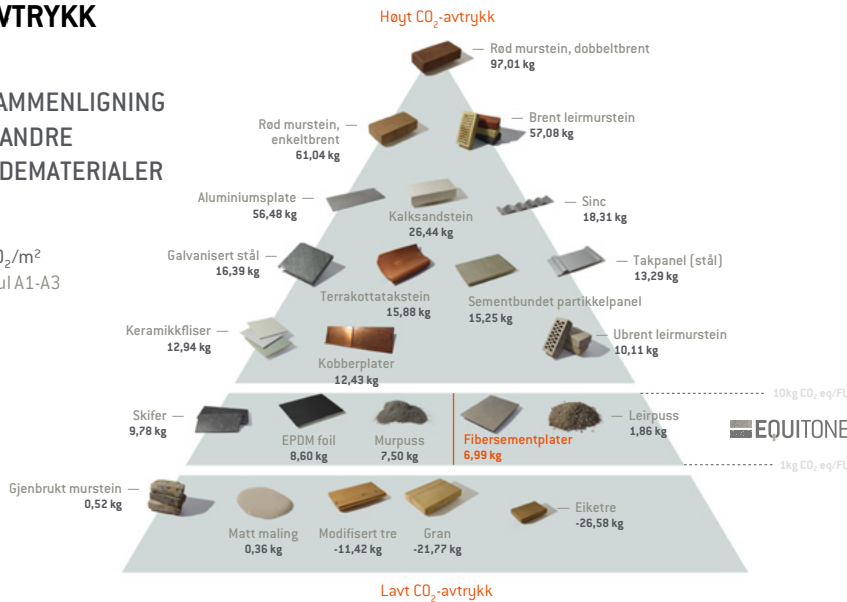 VTRYKK
AMMENLIGNING
ANDRE
DEMATERIALER
O₂/m²
ul A1-A3
Høyt CO₂-avtrykk
Rød murstein, dobbeltbrent
97,01 kg
Rød murstein,
enkeltbrent
61,04 kg
Brent leirmurstein
57,08 kg
Aluminiumsplate
56,48 kg
Kalksandstein
26,44 kg
Sinc
18,31 kg
Galvanisert stål
16,39 kg
Terrakottatakstein
15,88 kg
Sementbundet partikkelpanel
15,25 kg
Takpanel (stål)
13,29 kg
Keramikkfliser
12,94 kg
Kobberplater
12,43 kg
Ubrent leirmurstein
10,11 kg
10kg CO₂ eq/FU
Skifer
9,78 kg
EPDM foil
8,60 kg
Murpuss
7,50 kg
Fibersementplater
6,99 kg
Leirpuss
1,86 kg
EQUITONE
1kg CO₂ eq/FU
Gjenbrukt murstein
0,52 kg
Matt maling
0,36 kg
Modifisert tre
-11,42 kg
Gran
-21,77 kg
Eiketre
-26,58 kg
Lavt CO₂-avtrykk